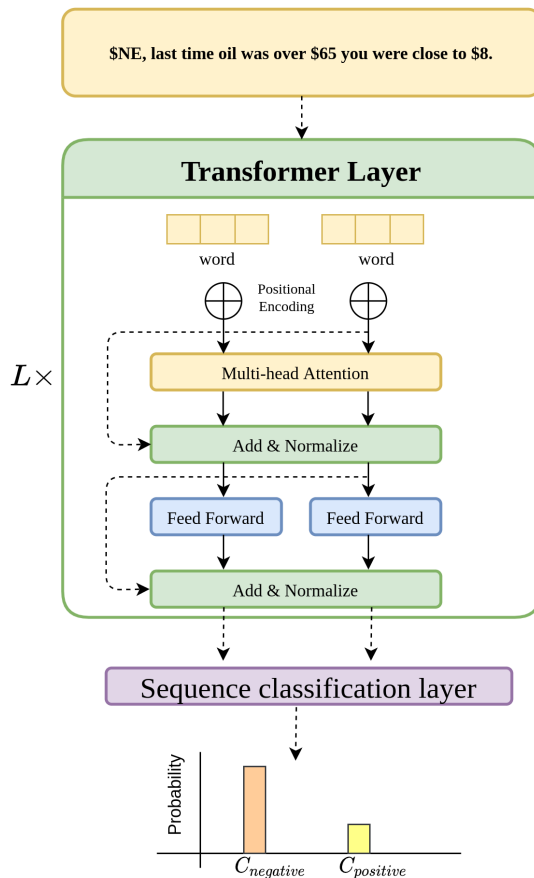 $NE, last time oil was over $65 you were close to $8.
Transformer Layer
word word
Positional
Encoding
L×
Multi-head Attention
Add & Normalize
Feed Forward Feed Forward
Add & Normalize
Sequence classification layer
Probability
C_negative C_positive